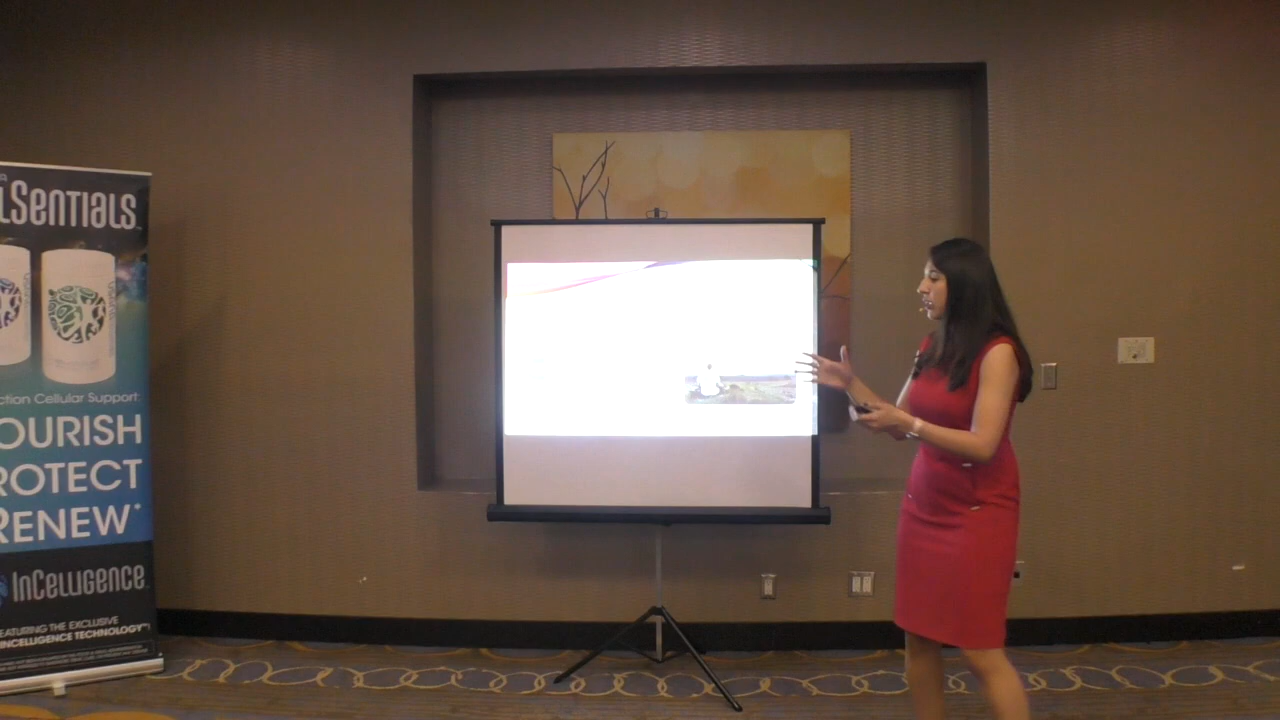 LSENTIALS
ction Cellular Support:
OURISH
ROTECT
RENEW*
INCELLIGENCE
EATURING THE EXCLUSIVE
INCELLIGENCE TECHNOLOGY